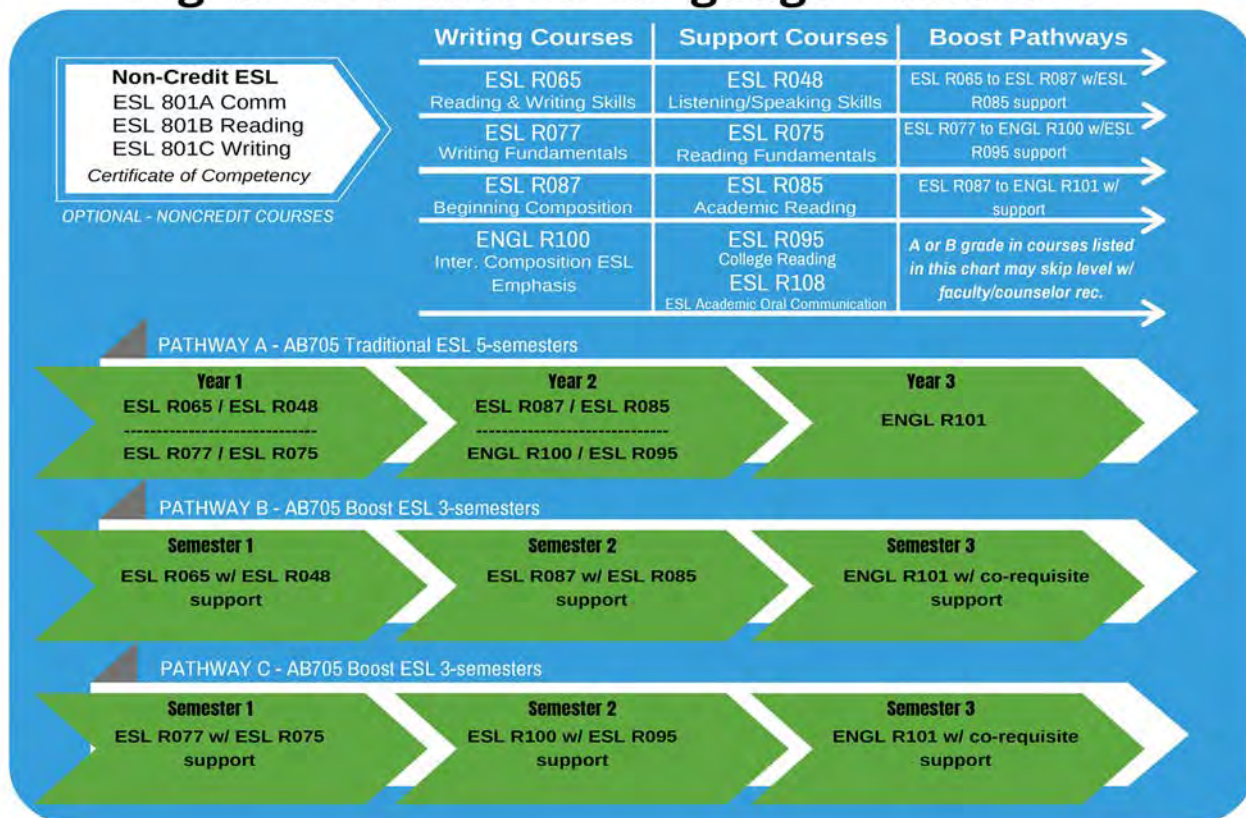 Non-Credit ESL
ESL 801A Comm
ESL 801B Reading
ESL 801C Writing
Certificate of Competency
OPTIONAL - NONCREDIT COURSES
Writing Courses
Support Courses
Boost Pathways
ESL R065
Reading & Writing Skills
ESL R048
Listening/Speaking Skills
ESL R065 to ESL R087 w/ESL
R085 support
ESL R077
Writing Fundamentals
ESL R075
Reading Fundamentals
ESL R077 to ENGL R100 w/ESL
R095 support
ESL R087
Beginning Composition
ESL R085
Academic Reading
ESL R087 to ENGL R101 w/
support
ENGL R100
Inter. Composition ESL
Emphasis
ESL R095
College Reading
ESL R108
ESL Academic Oral Communication
A or B grade in courses listed
in this chart may skip level w/
faculty/counselor rec.
PATHWAY A - AB705 Traditional ESL 5-semesters
Year 1
ESL R065 / ESL R048
------------------------------
ESL R077 / ESL R075
Year 2
ESL R087 / ESL R085
------------------------------
ENGL R100 / ESL R095
Year 3
ENGL R101
PATHWAY B - AB705 Boost ESL 3-semesters
Semester 1
ESL R065 w/ ESL R048
support
Semester 2
ESL R087 w/ ESL R085
support
Semester 3
ENGL R101 w/ co-requisite
support
PATHWAY C - AB705 Boost ESL 3-semesters
Semester 1
ESL R077 w/ ESL R075
support
Semester 2
ESL R100 w/ ESL R095
support
Semester 3
ENGL R101 w/ co-requisite
support